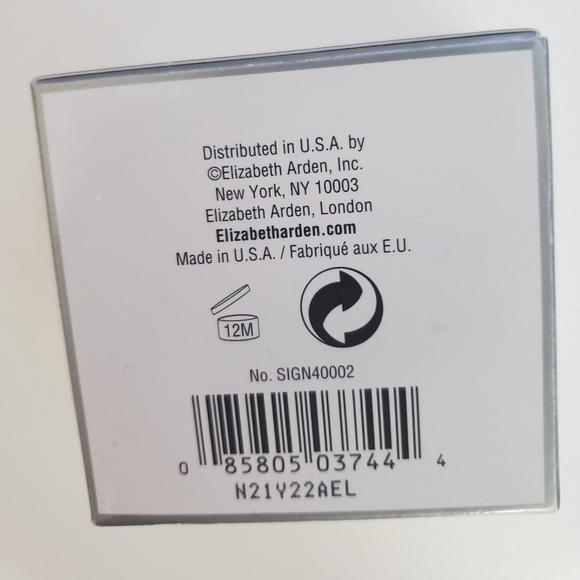 Distributed in U.S.A. by
©Elizabeth Arden, Inc.
New York, NY 10003
Elizabeth Arden, London
Elizabetharden.com
Made in U.S.A. / Fabriqué aux E.U.
12M
No. SIGN40002
0 85805 03744 4
N21Y22AEL